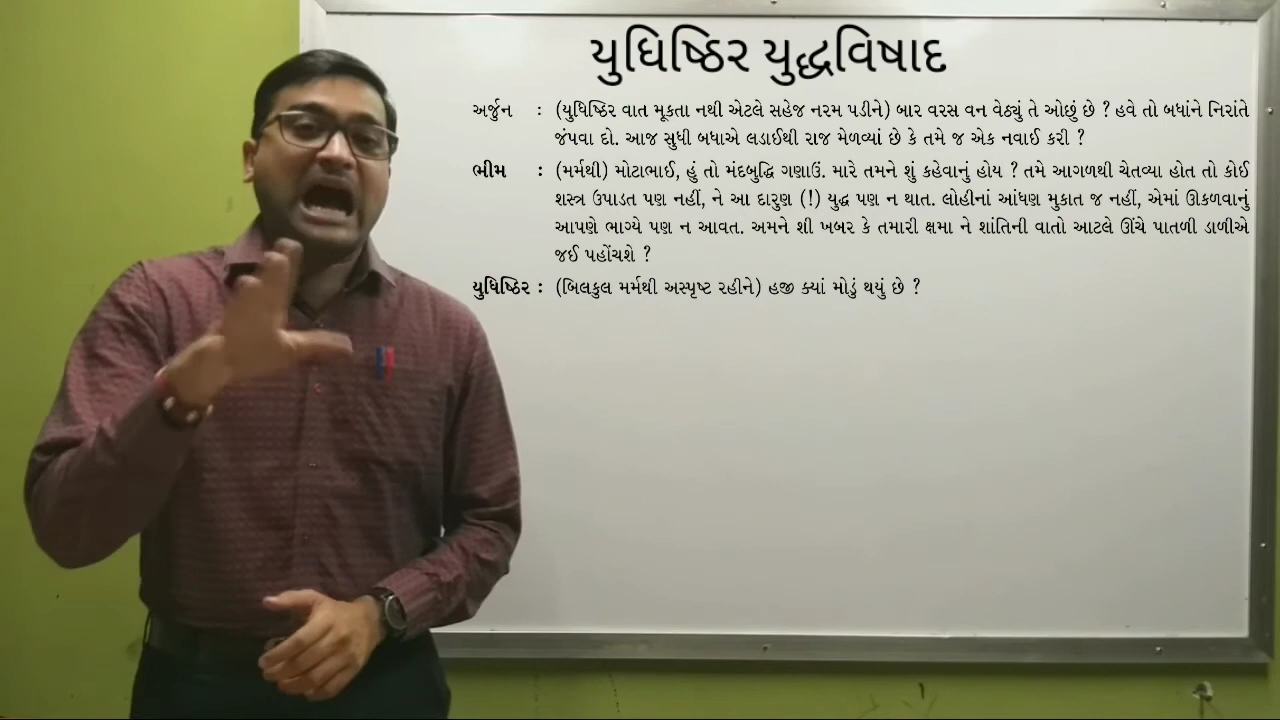 યુધિષ્ઠિર યુદ્ધવિષાદ
અર્જુન : (યુધિષ્ઠિર વાત મૂકતા નથી એટલે સહેજ નરમ પડીને) બાર વરસ વન વેઠ્યું તે ઓછું છે ? હવે તો બધાંને નિરાંતે
જંપવા દો. આજ સુધી બધાએ લડાઈથી રાજ મેળવ્યાં છે કે તમે જ એક નવાઈ કરી ?
ભીમ : (મર્મથી) મોટાભાઈ, હું તો મંદબુદ્ધિ ગણાઉં. મારે તમને શું કહેવાનું હોય ? તમે આગળથી ચેતવ્યા હોત તો કોઈ
શસ્ત્ર ઉપાડત પણ નહીં, ને આ દારુણ (!) યુદ્ધ પણ ન થાત. લોહીનાં આંધણ મુકાત જ નહીં, એમાં ઊકળવાનું
આપણે ભાગ્યે પણ ન આવત. અમને શી ખબર કે તમારી ક્ષમા ને શાંતિની વાતો આટલે ઊંચે પાતળી ડાળીએ
જઈ પહોંચશે ?
યુધિષ્ઠિર : (બિલકુલ મર્મથી અસ્પૃષ્ટ રહીને) હજી ક્યાં મોડું થયું છે ?